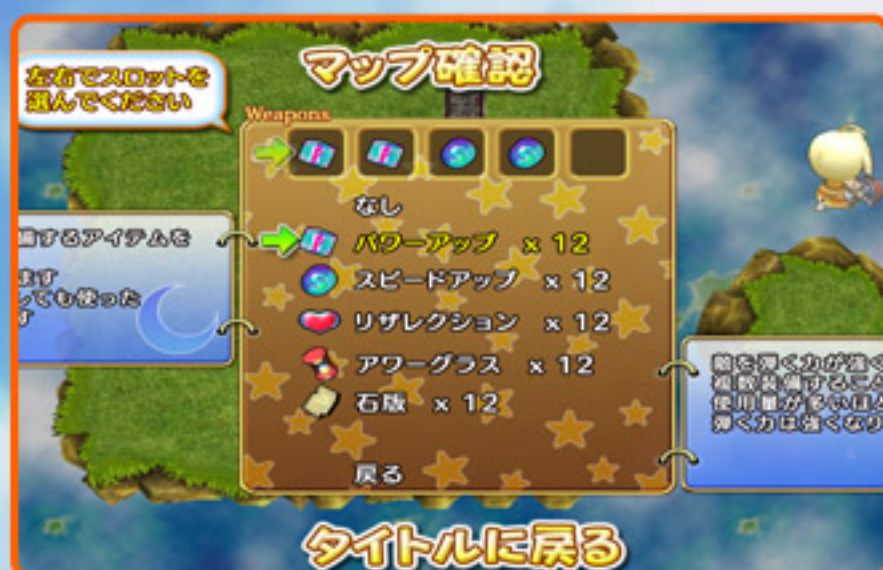 マップ確認
左右でスロットを
選んでください
Weapons
なし
パワーアップ x 12
スピードアップ x 12
リザレクション x 12
アワーグラス x 12
石版 x 12
戻る
備するアイテムを
ます
っても使った
す
敵を弾く力が強く
複数装備すること
使用量が多いほど
弾く力は強くなり
タイトルに戻る